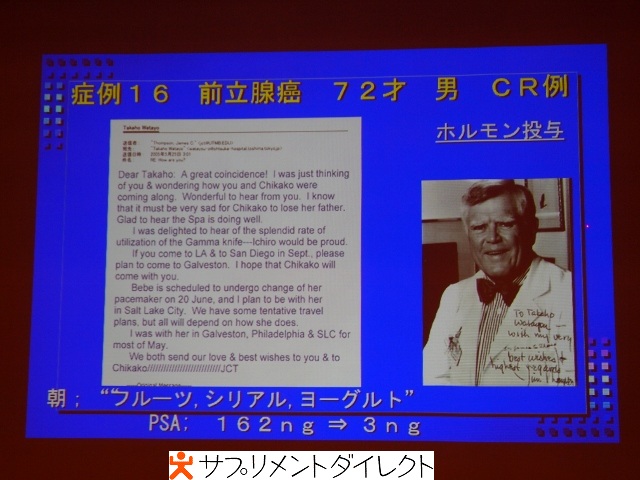 症例１６　前立腺癌　７２才　男　ＣＲ例
ホルモン投与
Takaho Watayo
Dear Takaho: A great coincidence! I was just thinking
of you & wondering how you and Chikako were
coming along. Wonderful to hear from you. I know
that it must be very sad for Chikako to lose her father.
Glad to hear the Spa is doing well.
I was delighted to hear of the splendid rate of
utilization of the Gamma knife---Ichiro would be proud.
If you come to LA & to San Diego in Sept., please
plan to come to Galveston. I hope that Chikako will
come with you.
Bebe is scheduled to undergo change of her
pacemaker on 20 June, and I plan to be with her
in Salt Lake City. We have some tentative travel
plans, but all will depend on how she does.
I was with her in Galveston, Philadelphia & SLC for
most of May.
We both send our love & best wishes to you & to
Chikako///////////////////////////JCT
To Takaho
with my very
best wishes &
highest regards
朝； “フルーツ,シリアル,ヨーグルト”
PSA； １６２ｎｇ ⇒ ３ｎｇ
サプリメントダイレクト